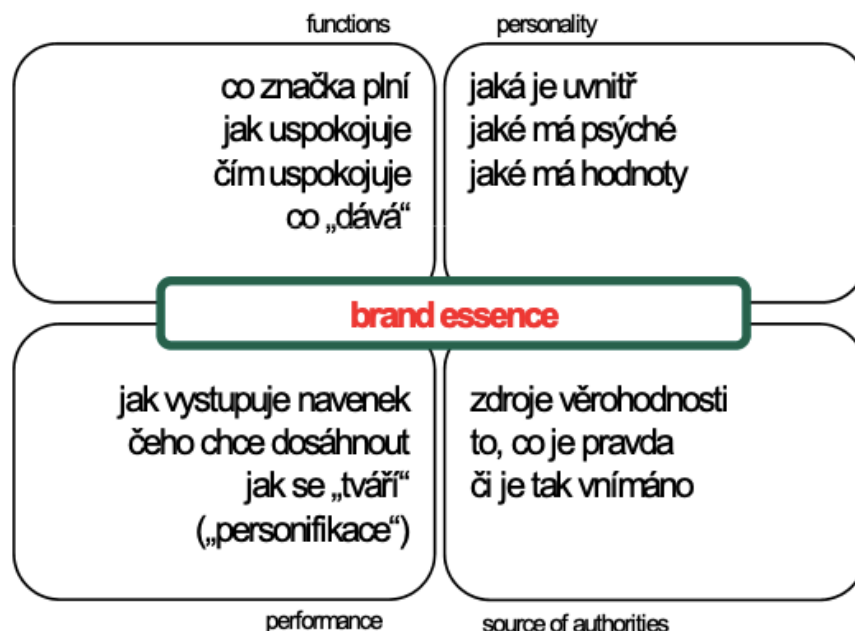 functions
co značka plní
jak uspokojuje
čím uspokojuje
co „dává“
personality
jaká je uvnitř
jaké má psýché
jaké má hodnoty
brand essence
jak vystupuje navenek
čeho chce dosáhnout
jak se „tváří“
(„personifikace“)
performance
zdroje věrohodnosti
to, co je pravda
či je tak vnímáno
source of authorities